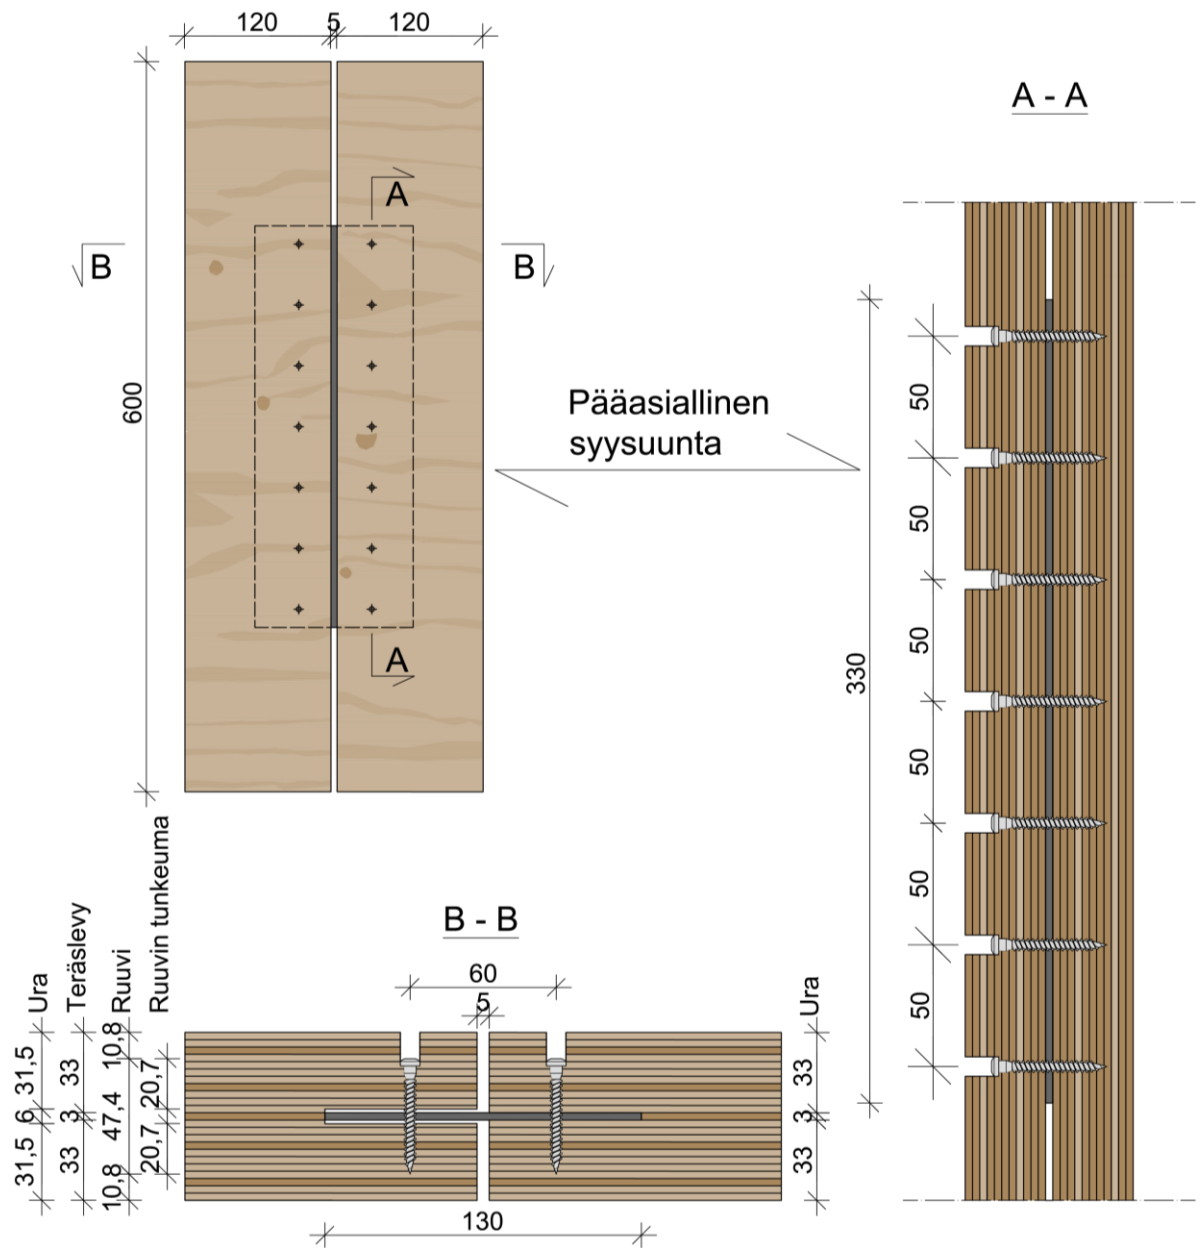 120 5 120
600
A
A
B
B
Pääasiallinen
syysuunta
A - A
50
50
50
50
50
50
330
B - B
60
5
130
Ura
31,5
6
31,5
Teräslevy
33
3
33
Ruuvi
10,8
47,4
10,8
Ruuvin tunkeuma
20,7
20,7
Ura
33
3
33